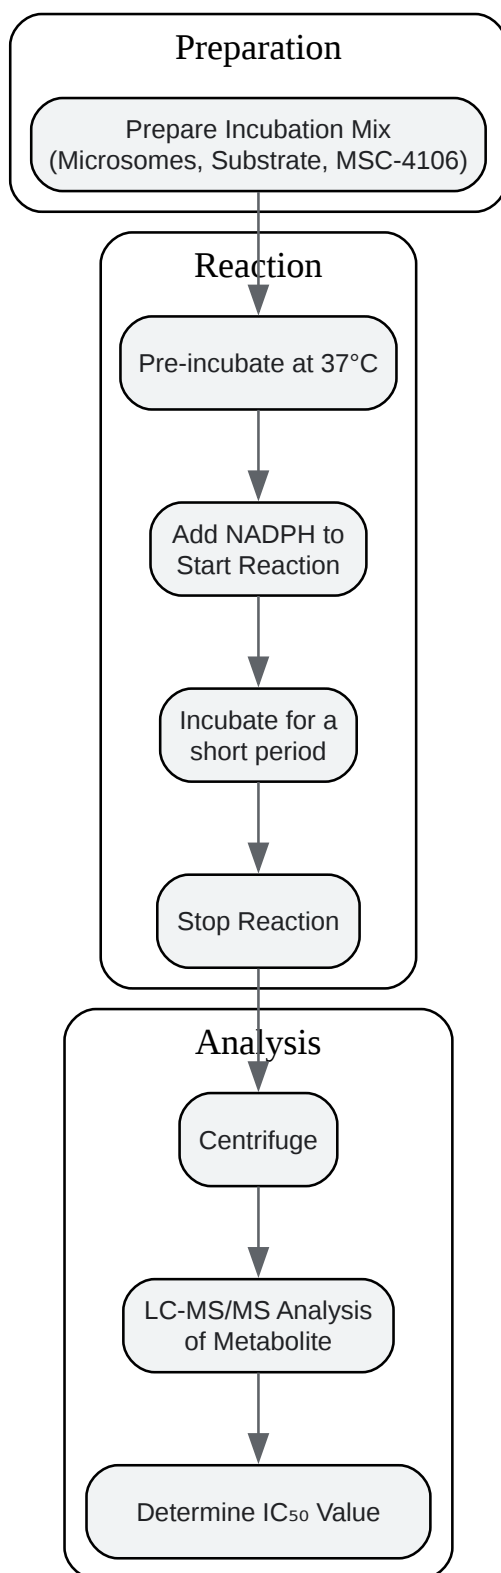 Preparation
Prepare Incubation Mix
(Microsomes, Substrate, MSC-4106)
Reaction
Pre-incubate at 37°C
Add NADPH to
Start Reaction
Incubate for a
short period
Stop Reaction
Analysis
Centrifuge
LC-MS/MS Analysis
of Metabolite
Determine IC₅₀ Value